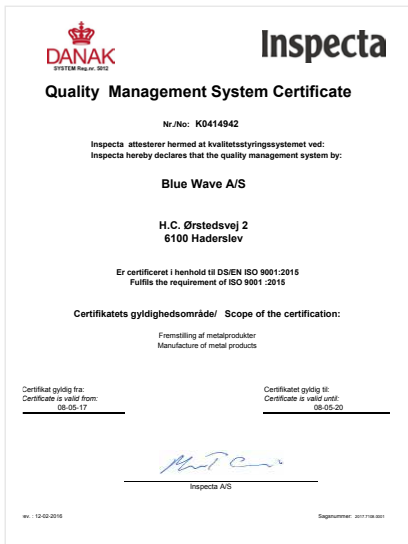 DANAK
SYSTEM Reg.nr. 5012
Inspecta
Quality Management System Certificate
Nr./No: K0414942
Inspecta attesterer hermed at kvalitetsstyringssystemet ved:
Inspecta hereby declares that the quality management system by:
Blue Wave A/S
H.C. Ørstedsvej 2
6100 Haderslev
Er certificeret i henhold til DS/EN ISO 9001:2015
Fulfils the requirement of ISO 9001 :2015
Certifikatets gyldighedsområde/ Scope of the certification:
Fremstilling af metalprodukter
Manufacture of metal products
Certifikat gyldig fra:
Certificate is valid from:
08-05-17
Certifikatet gyldig til:
Certificate is valid until:
08-05-20
Inspecta A/S
: 12-02-2016
Sagsnummer: 2017.7108-0001